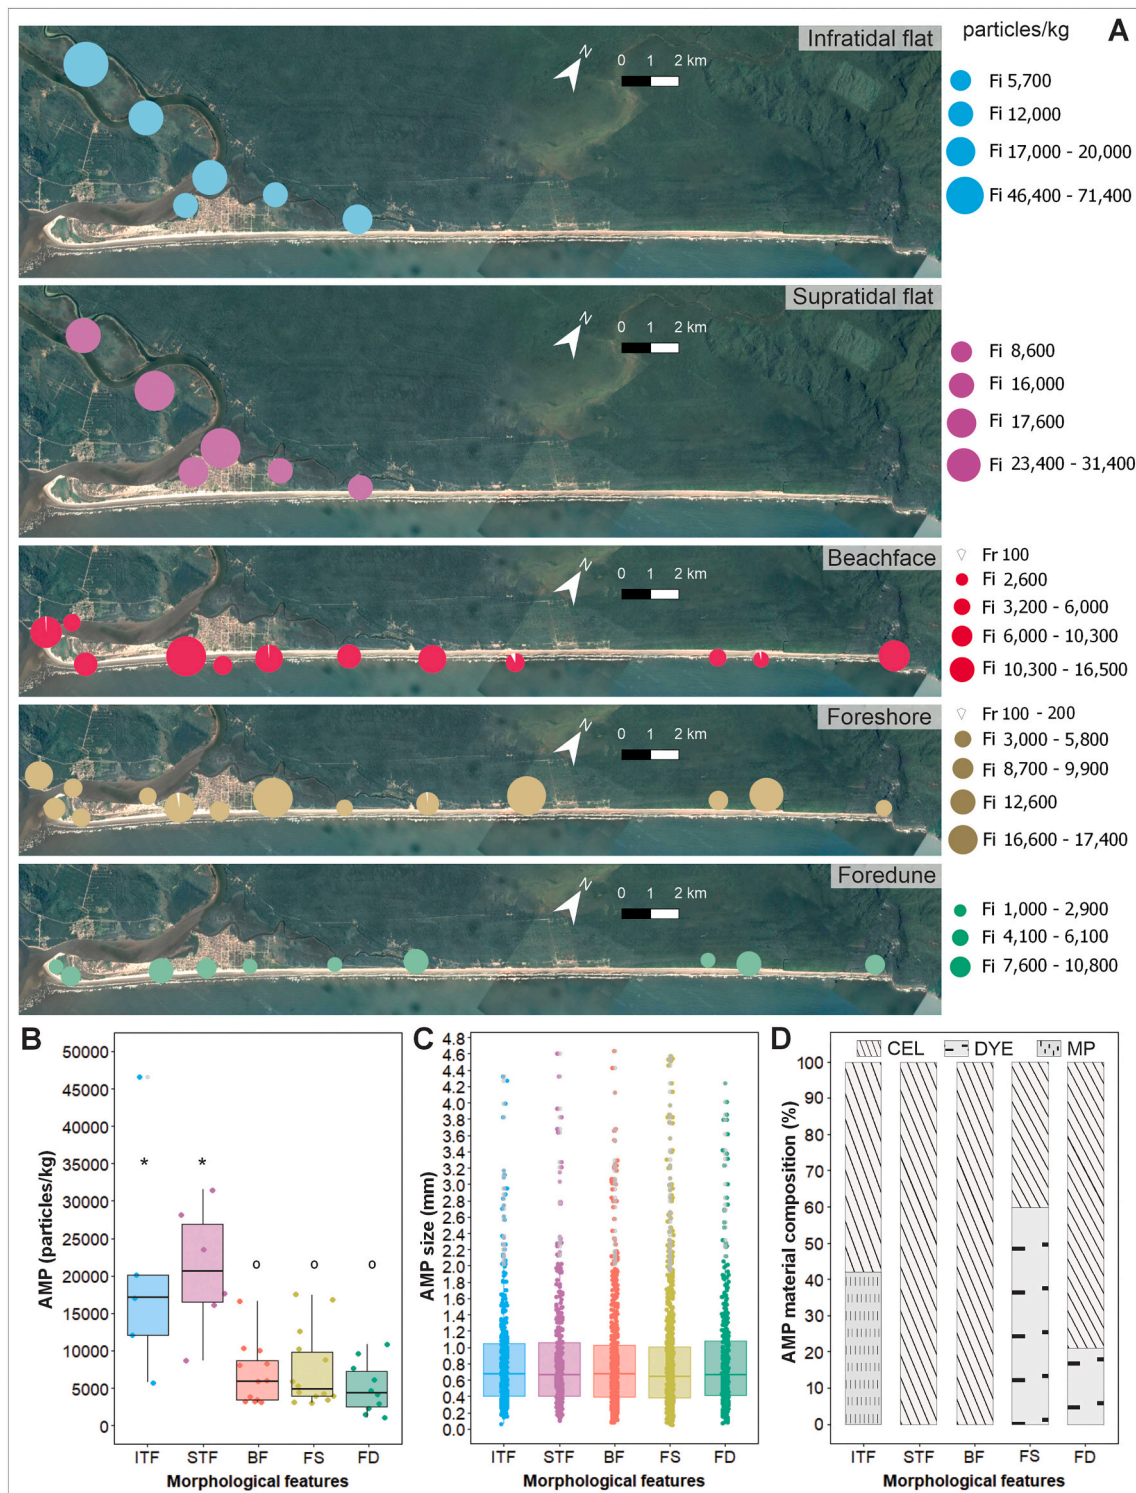 Infratidal flat
N
0 1 2 km
particles/kg
A
Fi 5,700
Fi 12,000
Fi 17,000 - 20,000
Fi 46,400 - 71,400
Supratidal flat
N
0 1 2 km
Fi 8,600
Fi 16,000
Fi 17,600
Fi 23,400 - 31,400
Beachface
N
0 1 2 km
Fr 100
Fi 2,600
Fi 3,200 - 6,000
Fi 6,000 - 10,300
Fi 10,300 - 16,500
Foreshore
N
0 1 2 km
Fr 100 - 200
Fi 3,000 - 5,800
Fi 8,700 - 9,900
Fi 12,600
Fi 16,600 - 17,400
Foredune
N
0 1 2 km
Fi 1,000 - 2,900
Fi 4,100 - 6,100
Fi 7,600 - 10,800
B
AMP (particles/kg)
50000
45000
40000
35000
30000
25000
20000
15000
10000
5000
0
* *
o o o
ITF STF BF FS FD
Morphological features
C
AMP size (mm)
4.8
4.6
4.4
4.2
4.0
3.8
3.6
3.4
3.2
3.0
2.8
2.6
2.4
2.2
2.0
1.8
1.6
1.4
1.2
1.0
0.8
0.6
0.4
0.2
0.0
ITF STF BF FS FD
Morphological features
D
CEL DYE MP
AMP material composition (%)
100
90
80
70
60
50
40
30
20
10
0
ITF STF BF FS FD
Morphological features